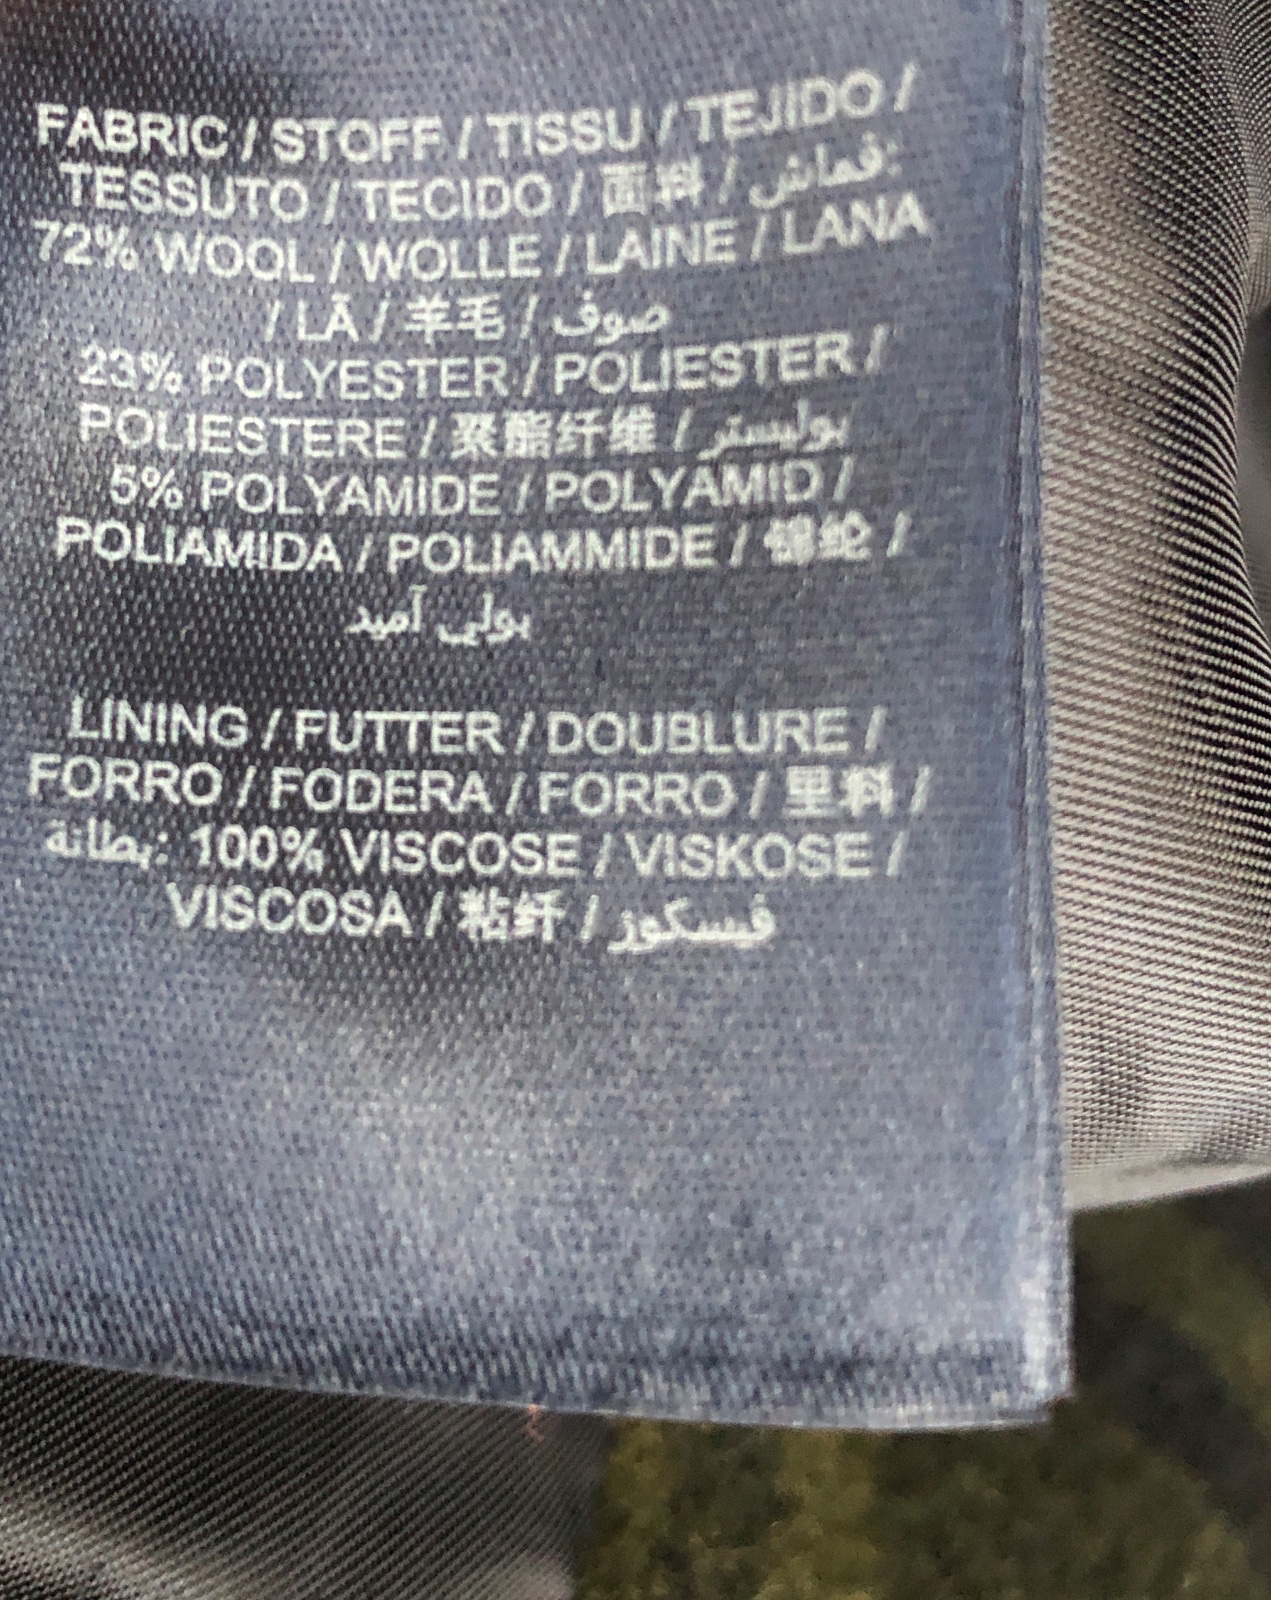 FABRIC / STOFF / TISSU / TEJIDO /
TESSUTO / TECIDO / 面料 / قماش:
72% WOOL / WOLLE / LAINE / LANA
/ LÃ / 羊毛 / صوف
23% POLYESTER / POLIESTER /
POLIESTERE / 聚酯纤维 / بوليستر
5% POLYAMIDE / POLYAMID /
POLIAMIDA / POLIAMMIDE / 锦纶 /
بولي آميد
LINING / FUTTER / DOUBLURE /
FORRO / FODERA / FORRO / 里料 /
بطانة: 100% VISCOSE / VISKOSE /
VISCOSA / 粘纤 / فيسكوز